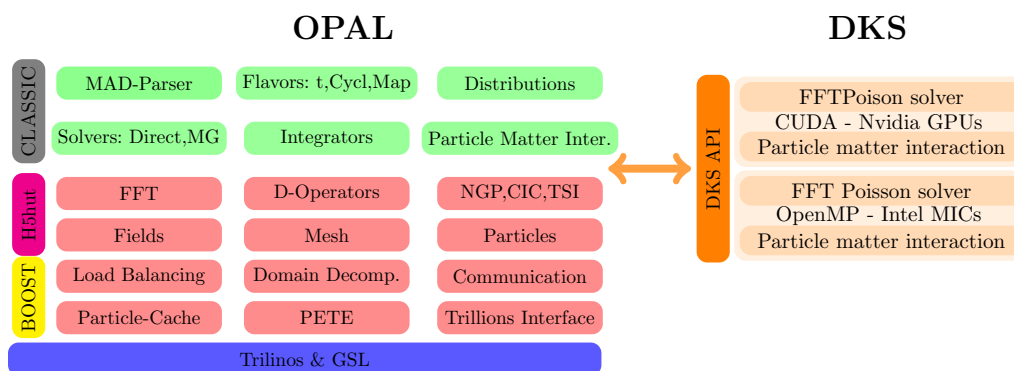 OPAL
DKS
CLASSIC
MAD-Parser
Flavors: t,Cycl,Map
Distributions
Solvers: Direct,MG
Integrators
Particle Matter Inter.
H5hut
FFT
D-Operators
NGP,CIC,TSI
Fields
Mesh
Particles
BOOST
Load Balancing
Domain Decomp.
Communication
Particle-Cache
PETE
Trillions Interface
Trilinos & GSL
DKS API
FFTPoison solver
CUDA - Nvidia GPUs
Particle matter interaction
FFT Poisson solver
OpenMP - Intel MICs
Particle matter interaction